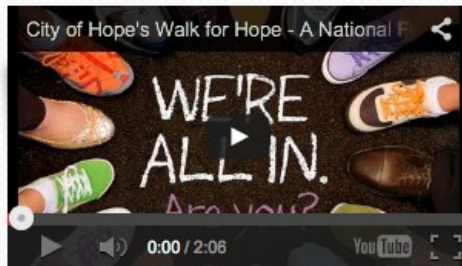 City of Hope's Walk for Hope - A National
WE'RE
ALL IN.
Are you?
0:00 / 2:06
YouTube